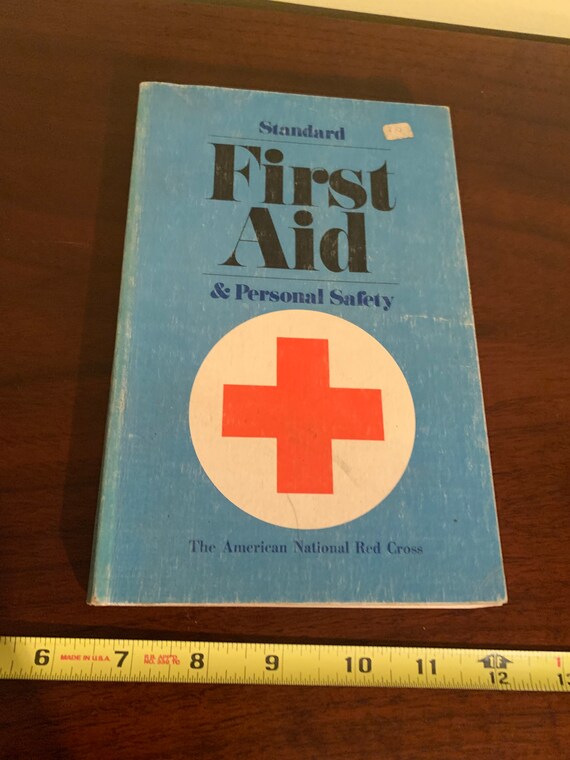 Standard
First
Aid
& Personal Safety
The American National Red Cross
6 MADE IN U.S.A. 7 8 9 10 11 12